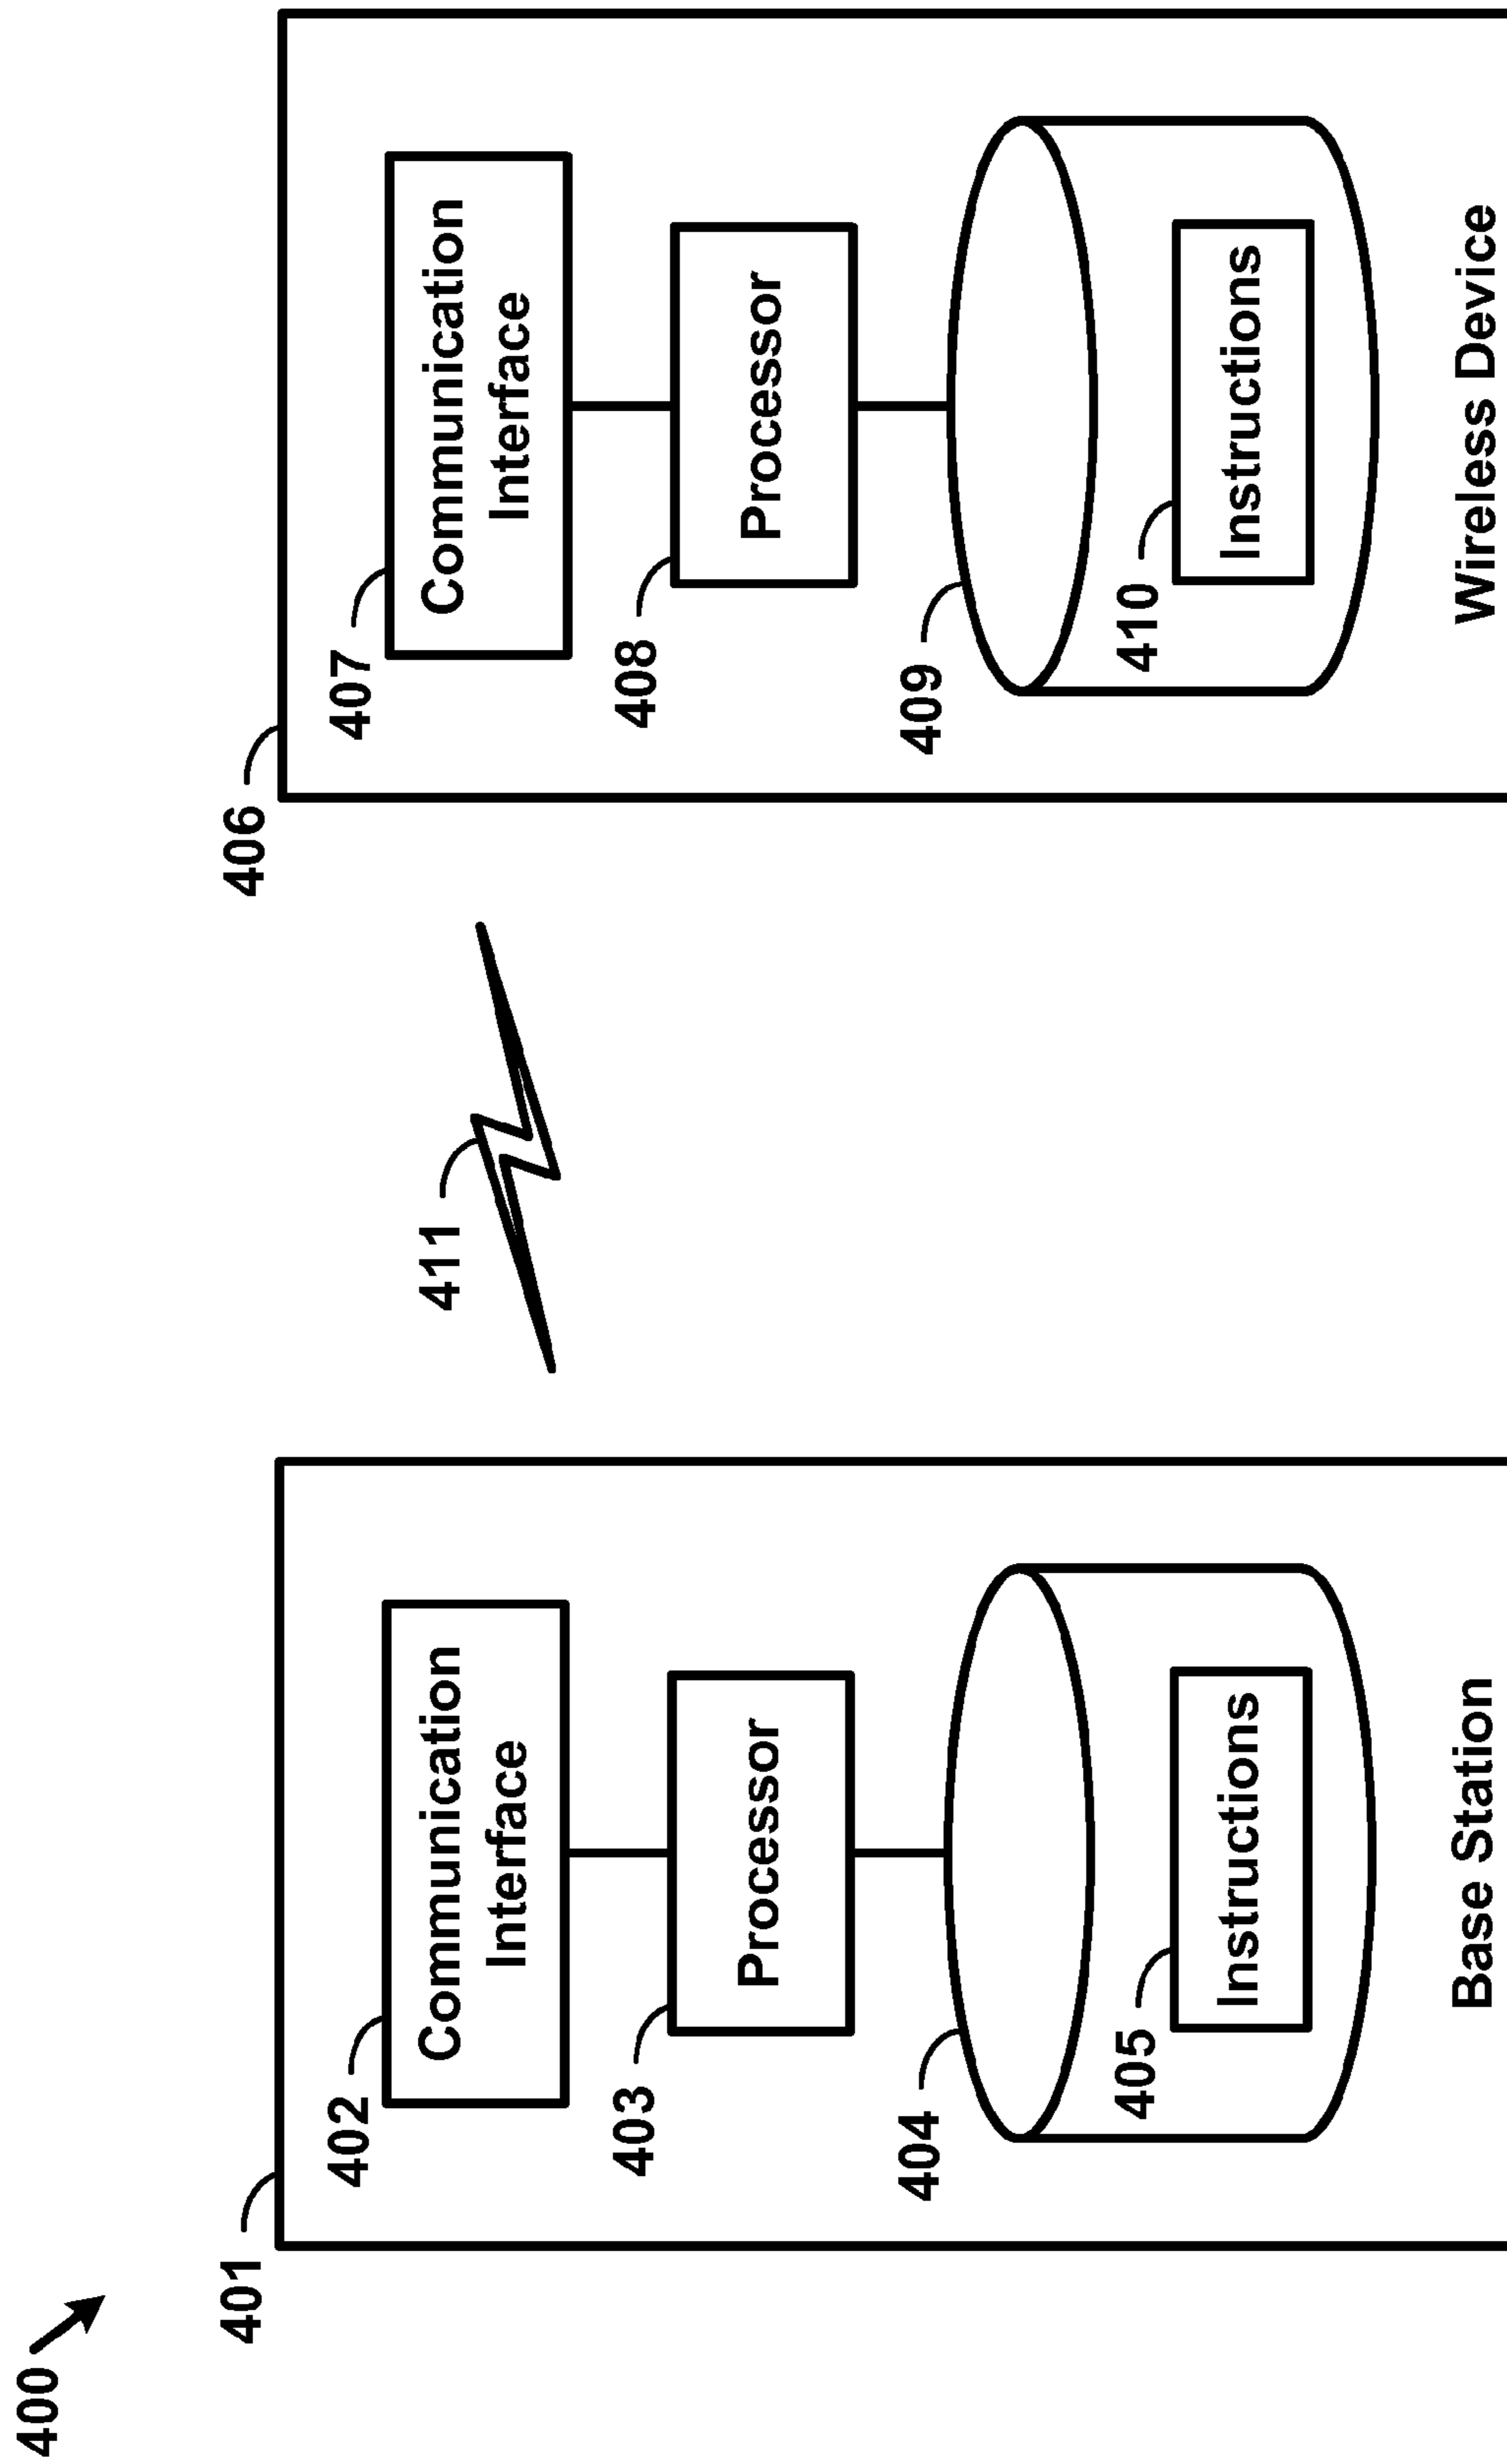 400
401
402
Communication
Interface
403
Processor
404
405
Instructions
Base Station
411
406
407
Communication
Interface
408
Processor
409
410
Instructions
Wireless Device